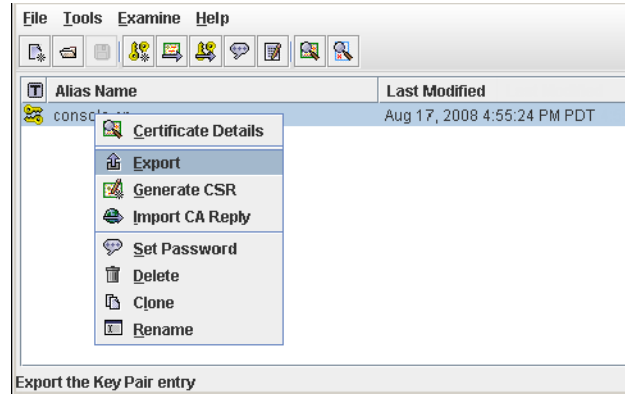 File Tools Examine Help
T Alias Name Last Modified
Aug 17, 2008 4:55:24 PM PDT
Certificate Details
Export
Generate CSR
Import CA Reply
Set Password
Delete
Clone
Rename
Export the Key Pair entry